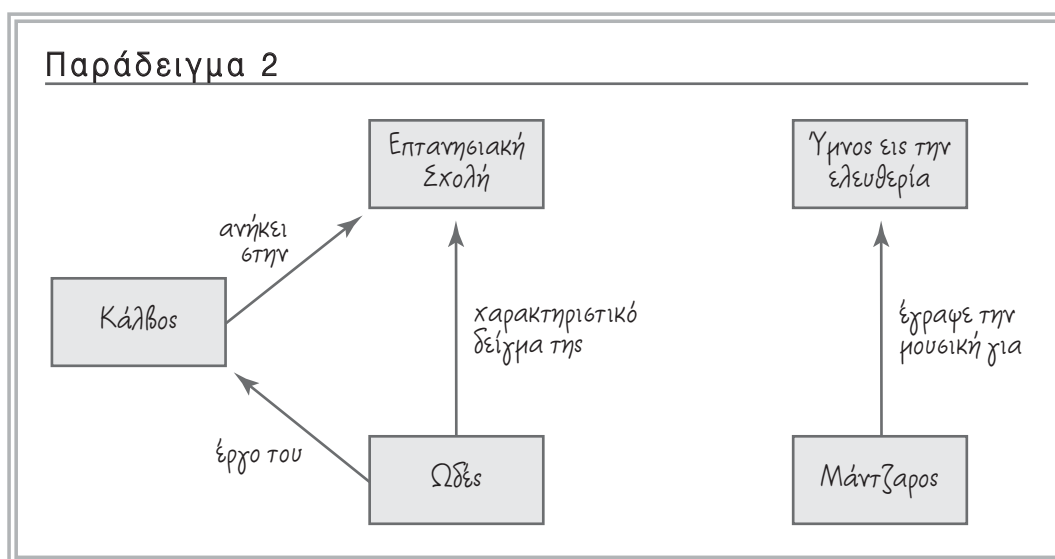 Παράδειγμα 2
Επτανησιακή
Σχολή
Ύμνος εις την
ελευθερία
ανήκει
στην
Κάλβος
χαρακτηριστικό
δείγμα της
έγραψε την
μουσική για
έργο του
Ωδές
Μάντζαρος